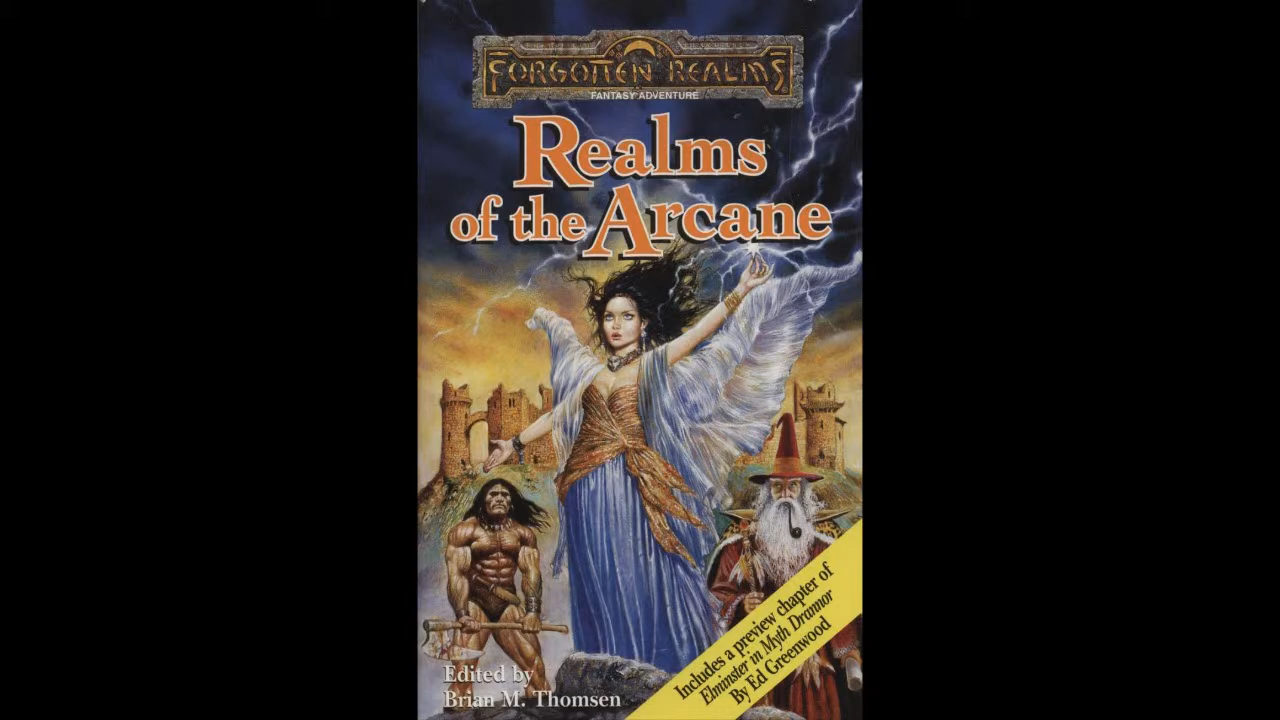 FORGOTTEN REALMS
FANTASY ADVENTURE
Realms
of the Arcane
Includes a preview chapter of
Elminster in Myth Drannor
By Ed Greenwood
Edited by
Brian M. Thomsen